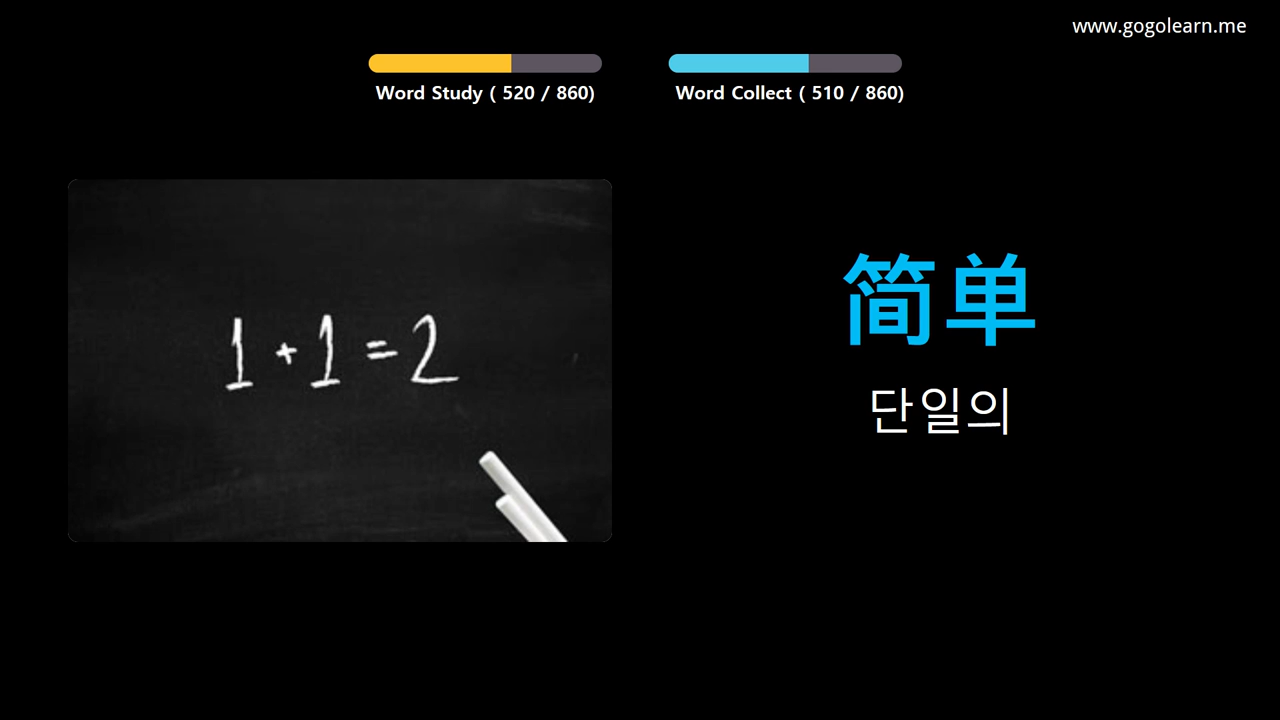 www.gogolearn.me
Word Study ( 520 / 860)
Word Collect ( 510 / 860)
1 + 1 = 2
简单
단일의